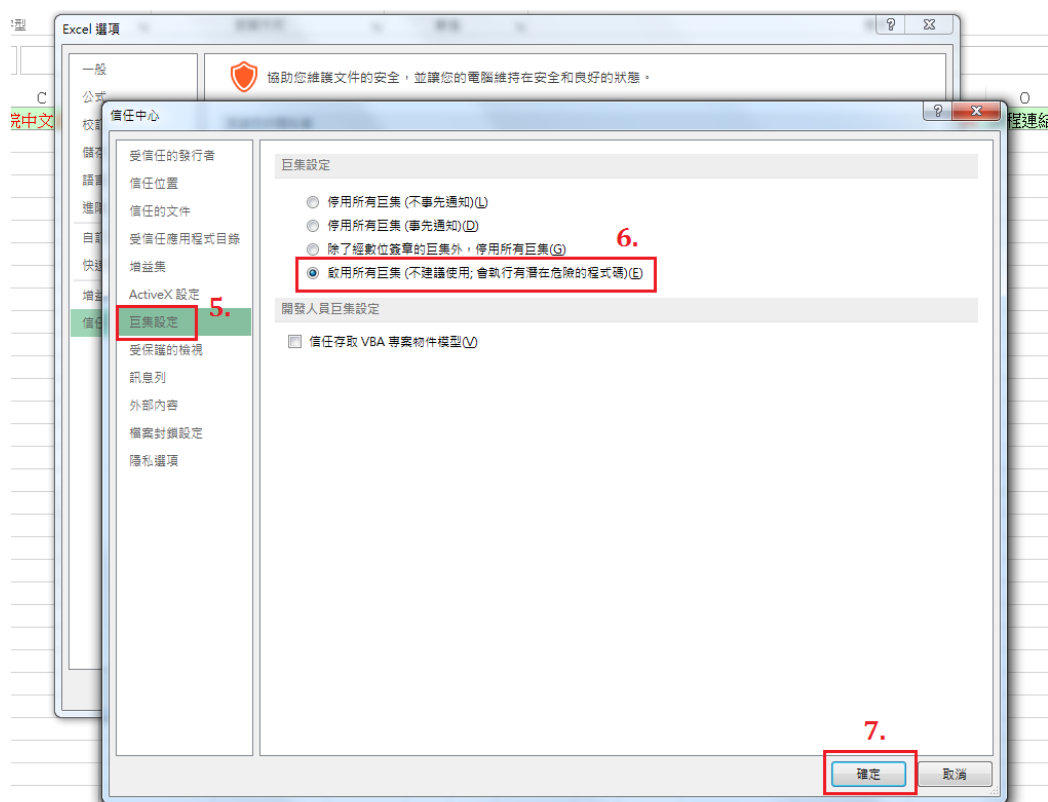 Excel 選項
一般
協助您維護文件的安全，並讓您的電腦維持在安全和良好的狀態。
C
公式
O
院中文
程連結
信任中心
受信任的發行者
信任位置
信任的文件
受信任應用程式目錄
增益集
ActiveX 設定
巨集設定
5.
受保護的檢視
訊息列
外部內容
檔案封鎖設定
隱私選項
巨集設定
停用所有巨集 (不事先通知)(L)
停用所有巨集 (事先通知)(D)
除了經數位簽章的巨集外，停用所有巨集(G)
6.
啟用所有巨集 (不建議使用; 會執行有潛在危險的程式碼)(E)
開發人員巨集設定
信任存取 VBA 專案物件模型(V)
7.
確定
取消